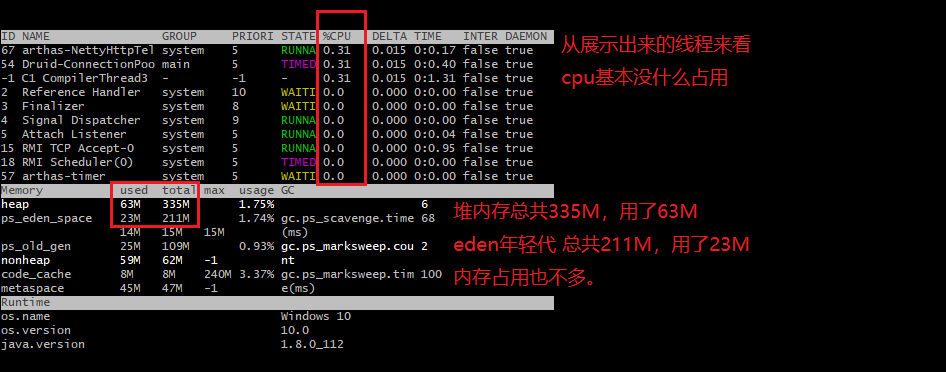 ID NAME GROUP PRIORI STATE %CPU DELTA TIME INTER DAEMON
67 arthas-NettyHttpTel system 5 RUNNA 0.31 0.015 0:0.17 false true
54 Druid-ConnectionPoo main 5 TIMED 0.31 0.015 0:0.40 false true
-1 C1 CompilerThread3 - -1 - 0.31 0.015 0:1.31 false true
2 Reference Handler system 10 WAITI 0.0 0.000 0:0.00 false true
3 Finalizer system 8 WAITI 0.0 0.000 0:0.00 false true
4 Signal Dispatcher system 9 RUNNA 0.0 0.000 0:0.00 false true
5 Attach Listener system 5 RUNNA 0.0 0.000 0:0.04 false true
15 RMI TCP Accept-0 system 5 RUNNA 0.0 0.000 0:0.95 false true
18 RMI Scheduler(0) system 5 TIMED 0.0 0.000 0:0.00 false true
57 arthas-timer system 5 WAITI 0.0 0.000 0:0.00 false true
从展示出来的线程来看
cpu基本没什么占用
Memory used total max usage GC
heap 63M 335M 1.75% 6
ps_eden_space 23M 211M 1.74% gc.ps_scavenge.time 68
14M 15M 15M (ms)
ps_old_gen 25M 109M 0.93% gc.ps_marksweep.cou 2
nonheap 59M 62M -1 nt
code_cache 8M 8M 240M 3.37% gc.ps_marksweep.tim 100
metaspace 45M 47M -1 e(ms)
堆内存总共335M，用了63M
eden年轻代 总共211M，用了23M
内存占用也不多。
Runtime
os.name Windows 10
os.version 10.0
java.version 1.8.0_112